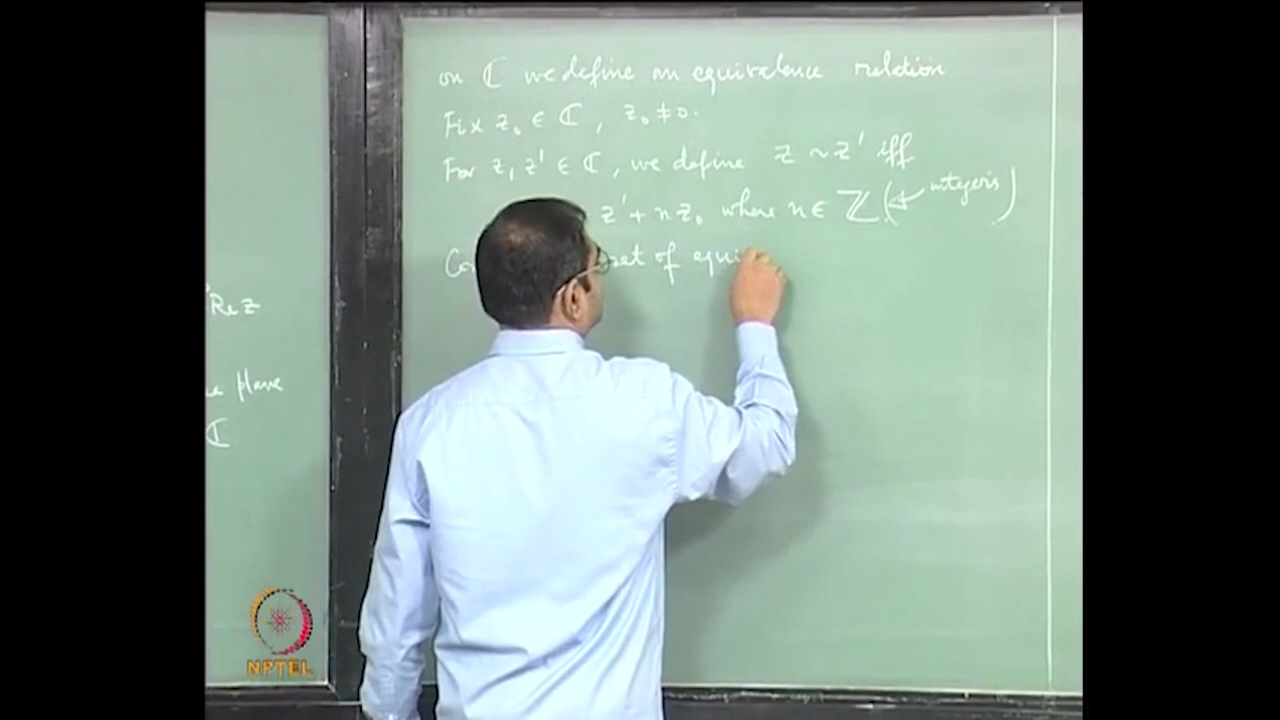 Re z
plane
ℂ
on ℂ we define an equivalence relation
Fix z₀ ∈ ℂ, z₀ ≠ 0.
For z, z' ∈ ℂ, we define z ~ z' iff
z' + n z₀ where n ∈ ℤ ( integers )
set of equi
NPTEL